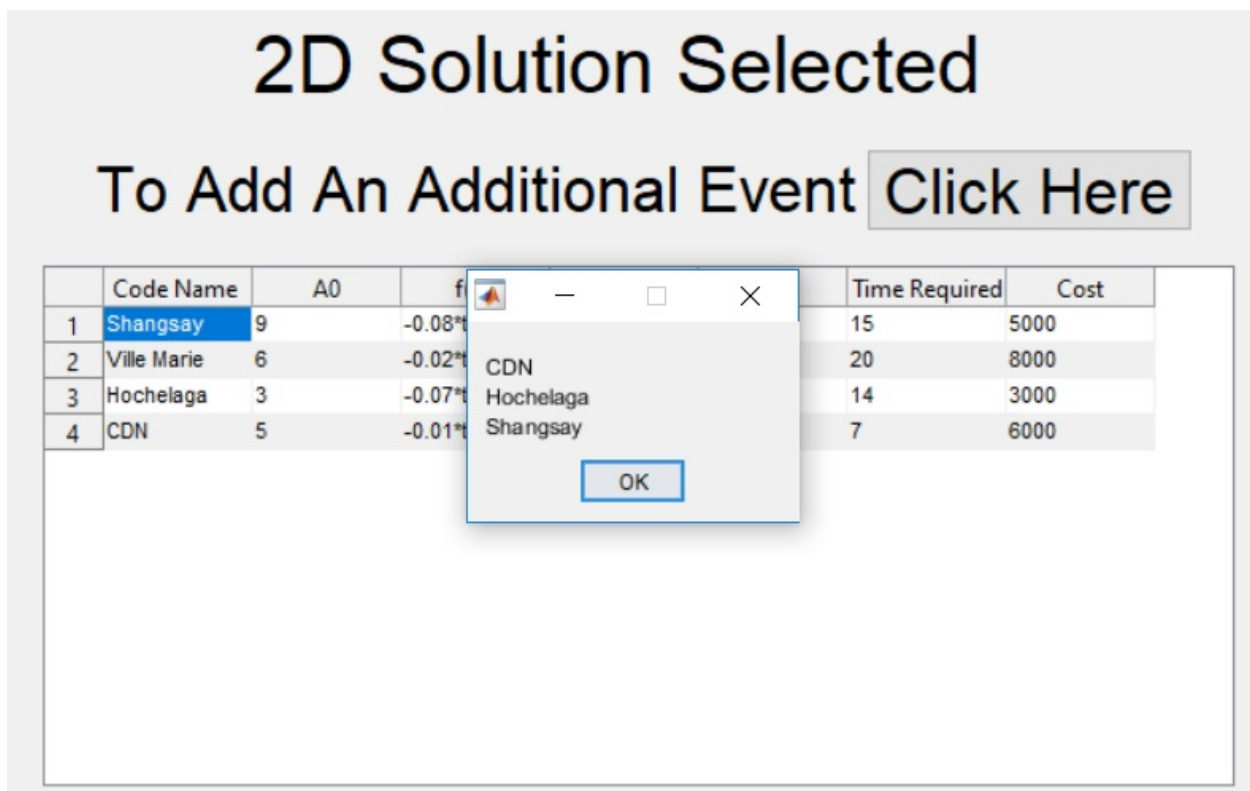 2D Solution Selected
To Add An Additional Event Click Here
Code Name A0 Time Required Cost
1 Shangsay 9 -0.08*t 15 5000
2 Ville Marie 6 -0.02*t 20 8000
3 Hochelaga 3 -0.07*t 14 3000
4 CDN 5 -0.01*t 7 6000
CDN
Hochelaga
Shangsay
OK